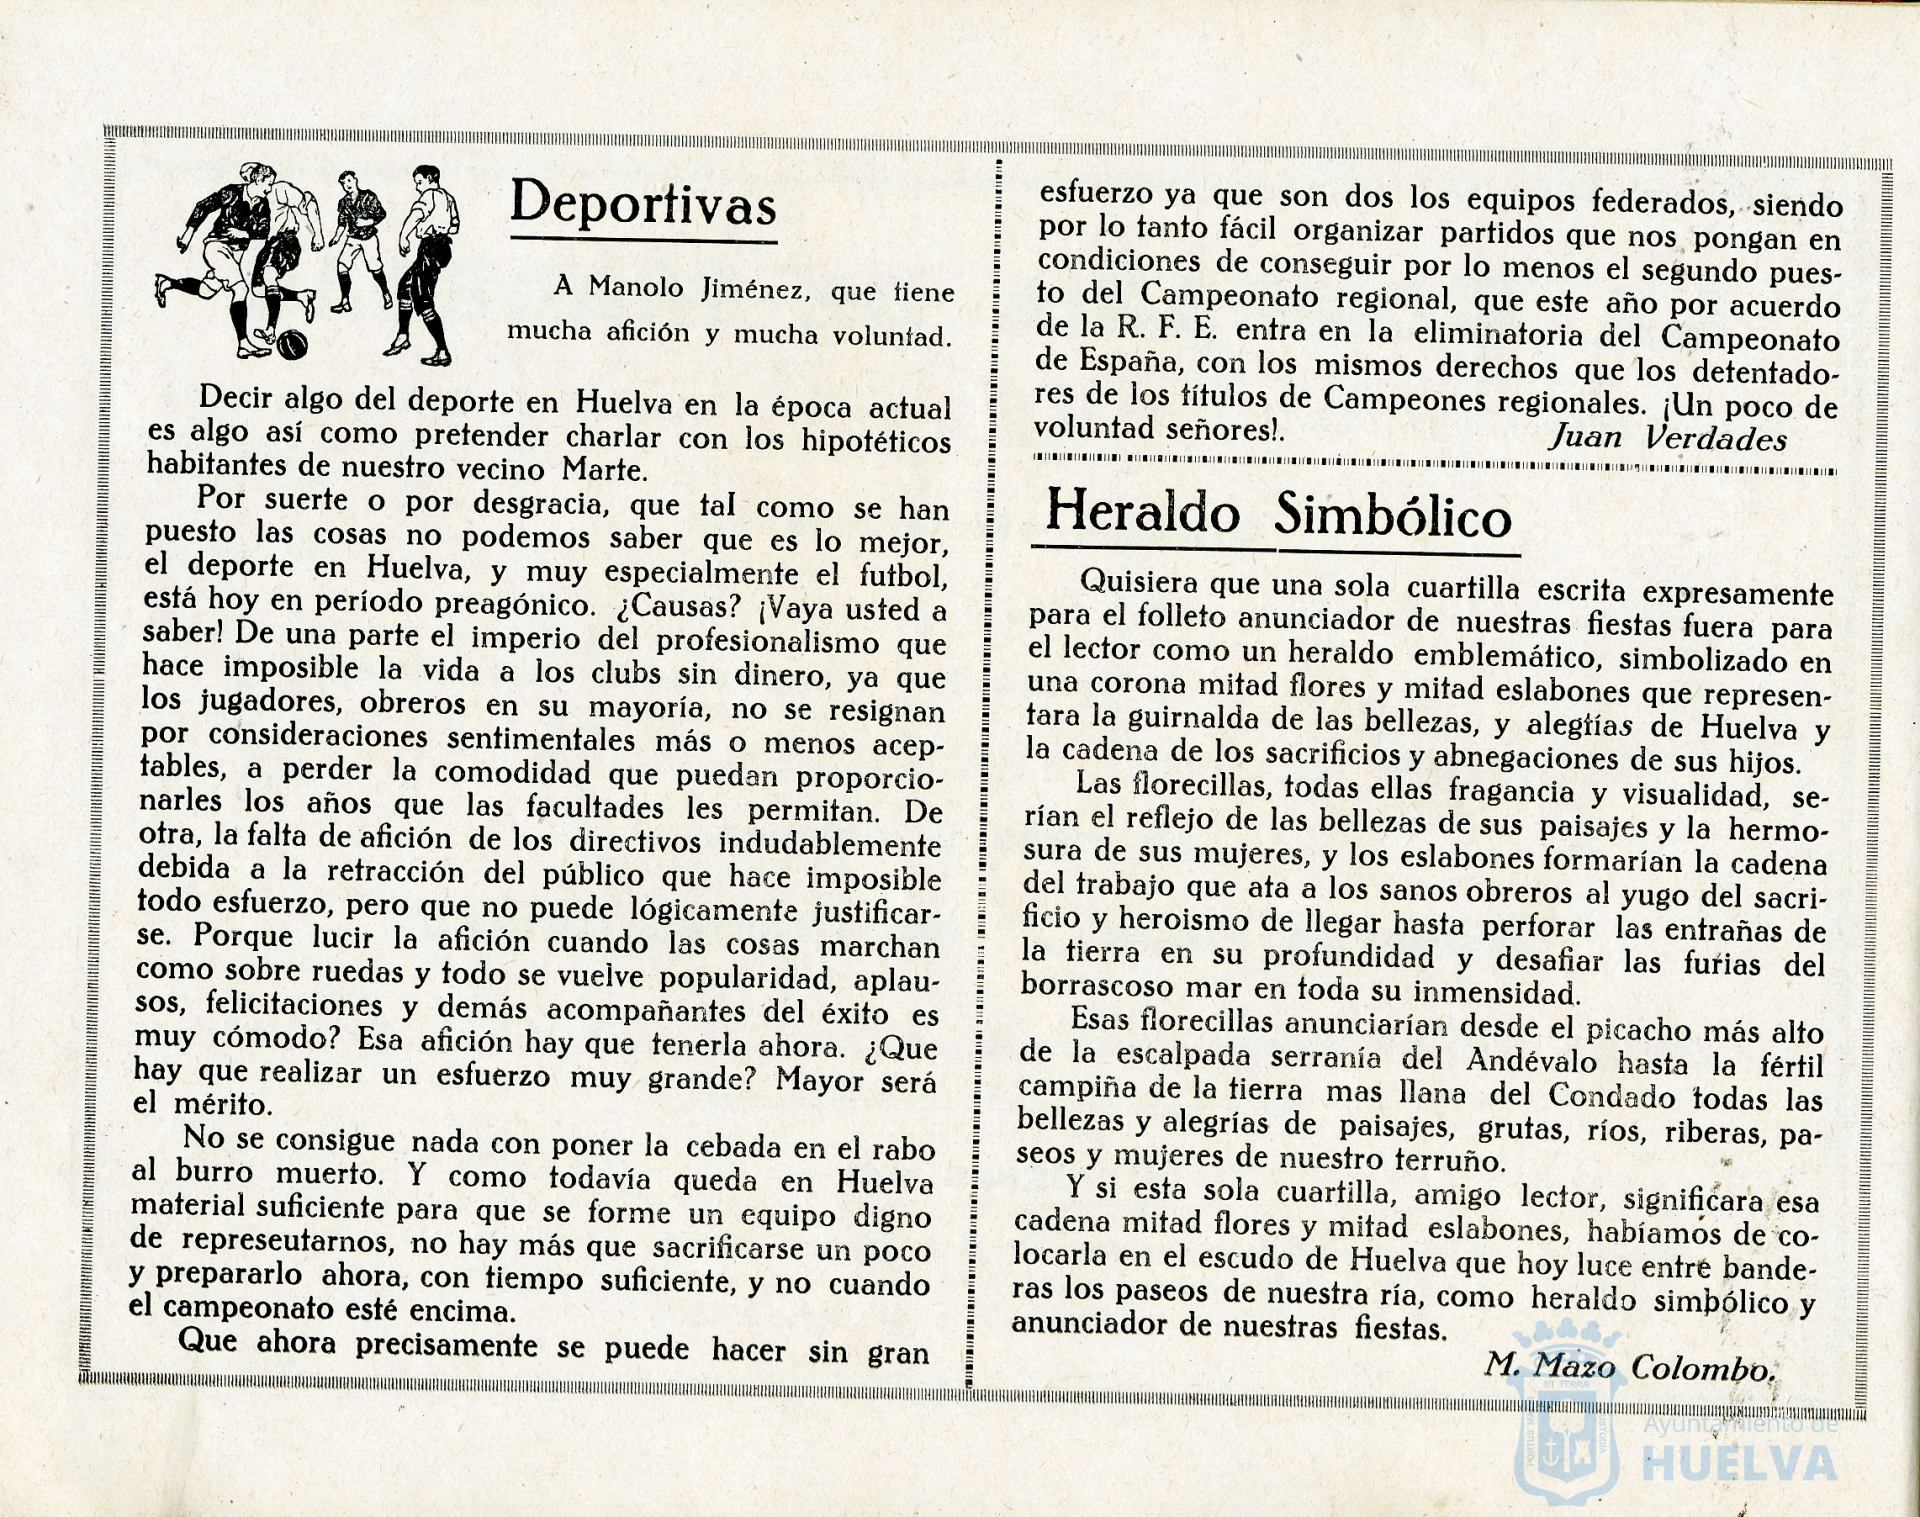 Deportivas
A Manolo Jiménez, que tiene
mucha afición y mucha voluntad.
Decir algo del deporte en Huelva en la época actual
es algo así como pretender charlar con los hipotéticos
habitantes de nuestro vecino Marte.
Por suerte o por desgracia, que tal como se han
puesto las cosas no podemos saber que es lo mejor,
el deporte en Huelva, y muy especialmente el futbol,
está hoy en período preagónico. ¿Causas? ¡Vaya usted a
saber! De una parte el imperio del profesionalismo que
hace imposible la vida a los clubs sin dinero, ya que
los jugadores, obreros en su mayoría, no se resignan
por consideraciones sentimentales más o menos acep-
tables, a perder la comodidad que puedan proporcio-
narles los años que las facultades les permitan. De
otra, la falta de afición de los directivos indudablemente
debida a la retracción del público que hace imposible
todo esfuerzo, pero que no puede lógicamente justificar-
se. Porque lucir la afición cuando las cosas marchan
como sobre ruedas y todo se vuelve popularidad, aplau-
sos, felicitaciones y demás acompañantes del éxito es
muy cómodo? Esa afición hay que tenerla ahora. ¿Que
hay que realizar un esfuerzo muy grande? Mayor será
el mérito.
No se consigue nada con poner la cebada en el rabo
al burro muerto. Y como todavía queda en Huelva
material suficiente para que se forme un equipo digno
de represeutarnos, no hay más que sacrificarse un poco
y prepararlo ahora, con tiempo suficiente, y no cuando
el campeonato esté encima.
Que ahora precisamente se puede hacer sin gran
esfuerzo ya que son dos los equipos federados, siendo
por lo tanto fácil organizar partidos que nos pongan en
condiciones de conseguir por lo menos el segundo pues-
to del Campeonato regional, que este año por acuerdo
de la R. F. E. entra en la eliminatoria del Campeonato
de España, con los mismos derechos que los detentado-
res de los títulos de Campeones regionales. ¡Un poco de
voluntad señores!.
Juan Verdades
Heraldo Simbólico
Quisiera que una sola cuartilla escrita expresamente
para el folleto anunciador de nuestras fiestas fuera para
el lector como un heraldo emblemático, simbolizado en
una corona mitad flores y mitad eslabones que represen-
tara la guirnalda de las bellezas, y alegtías de Huelva y
la cadena de los sacrificios y abnegaciones de sus hijos.
Las florecillas, todas ellas fragancia y visualidad, se-
rían el reflejo de las bellezas de sus paisajes y la hermo-
sura de sus mujeres, y los eslabones formarían la cadena
del trabajo que ata a los sanos obreros al yugo del sacri-
ficio y heroismo de llegar hasta perforar las entrañas de
la tierra en su profundidad y desafiar las furias del
borrascoso mar en toda su inmensidad.
Esas florecillas anunciarían desde el picacho más alto
de la escalpada serranía del Andévalo hasta la fértil
campiña de la tierra mas llana del Condado todas las
bellezas y alegrías de paisajes, grutas, ríos, riberas, pa-
seos y mujeres de nuestro terruño.
Y si esta sola cuartilla, amigo lector, significara esa
cadena mitad flores y mitad eslabones, habíamos de co-
locarla en el escudo de Huelva que hoy luce entre bande-
ras los paseos de nuestra ría, como heraldo simbólico y
anunciador de nuestras fiestas.
M. Mazo Colombo.
PORTUS MARIS ET TERRA CUSTODIA
Ayuntamiento de
HUELVA